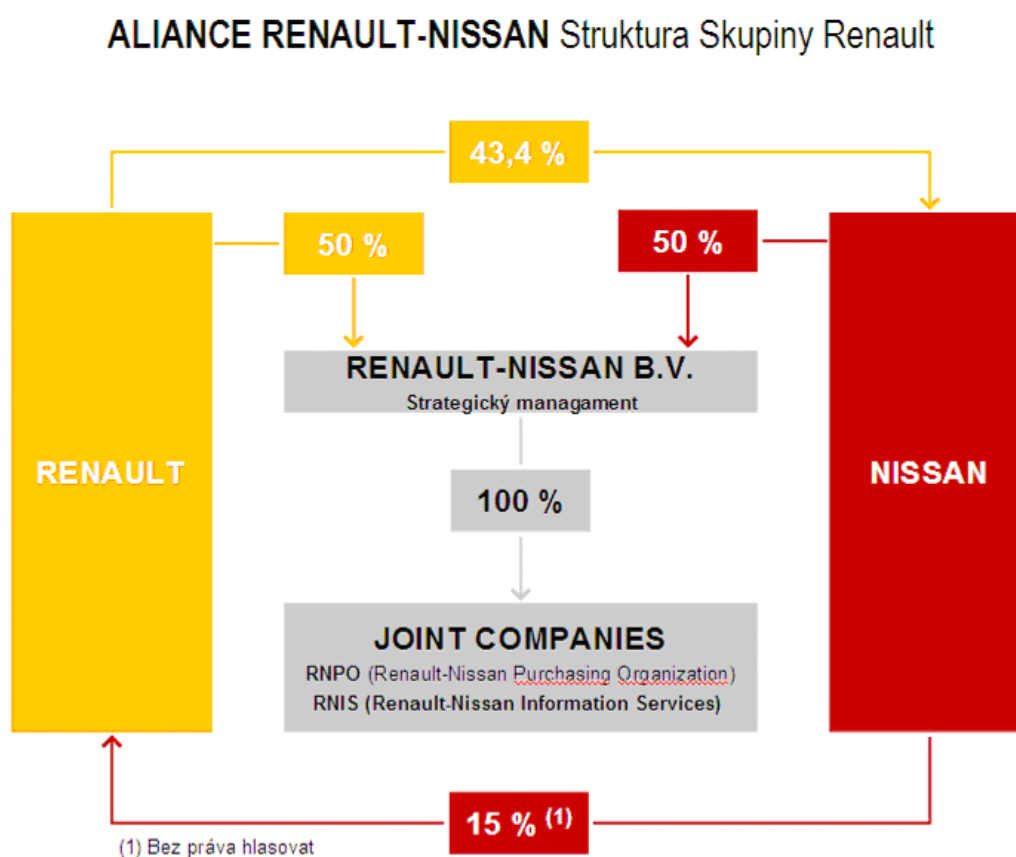 ALIANCE RENAULT-NISSAN Struktura Skupiny Renault
43,4 %
50 %
50 %
RENAULT-NISSAN B.V.
Strategický managament
RENAULT
NISSAN
100 %
JOINT COMPANIES
RNPO (Renault-Nissan Purchasing Organization)
RNIS (Renault-Nissan Information Services)
15 % (1)
(1) Bez práva hlasovat